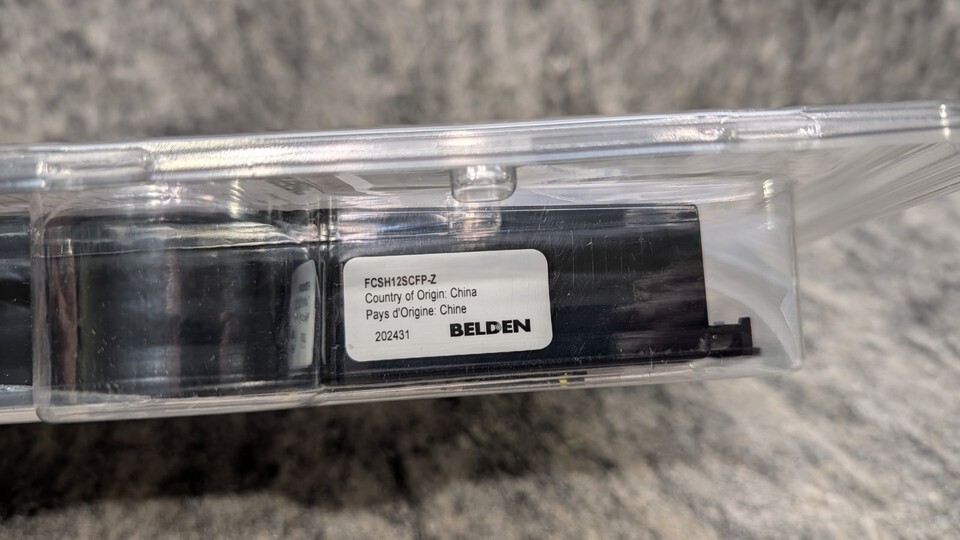 FCSH12SCFP-Z
Country of Origin: China
Pays d'Origine: Chine
202431 BELDEN